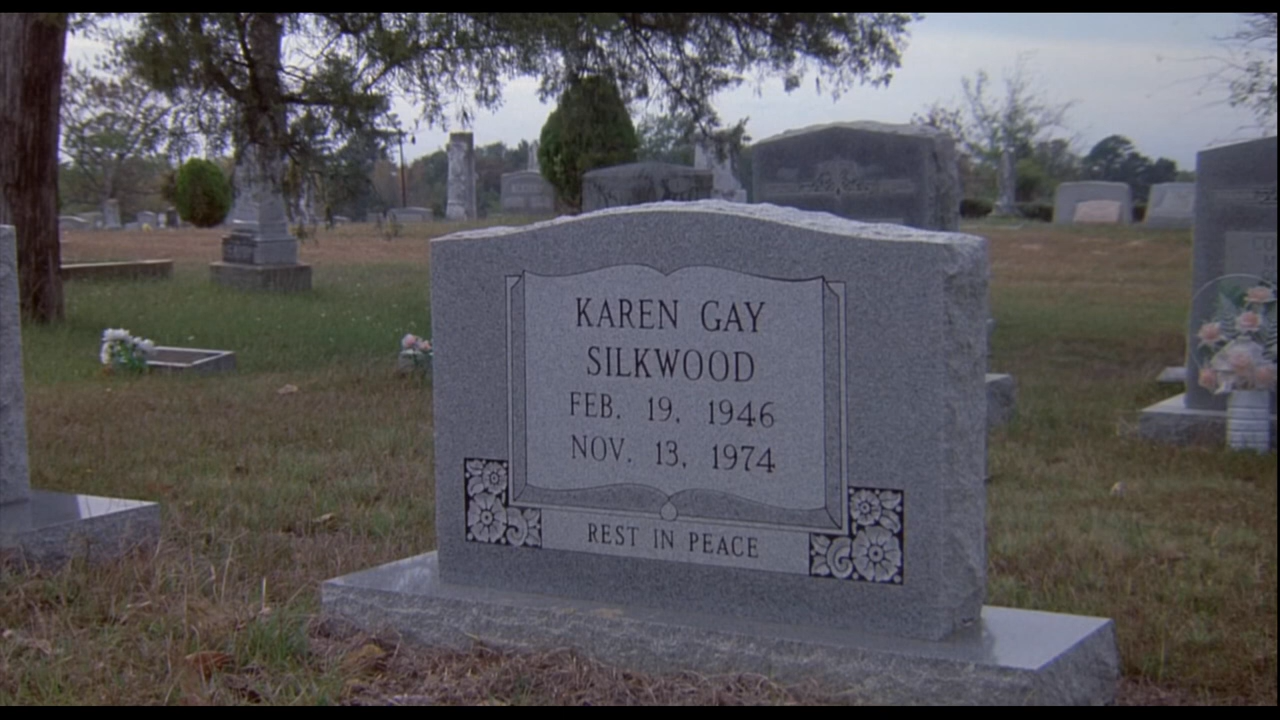 KAREN GAY
SILKWOOD
FEB. 19, 1946
NOV. 13, 1974
REST IN PEACE